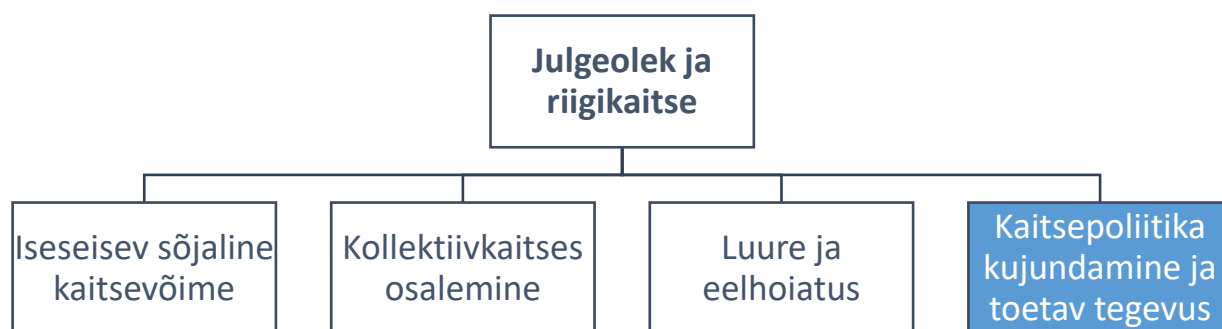 Julgeolek ja
riigikaitse
Iseseisev sõjaline
kaitsevõime
Kollektiivkaitses
osalemine
Luure ja
eelhoiatus
Kaitsepoliitika
kujundamine ja
toetav tegevus